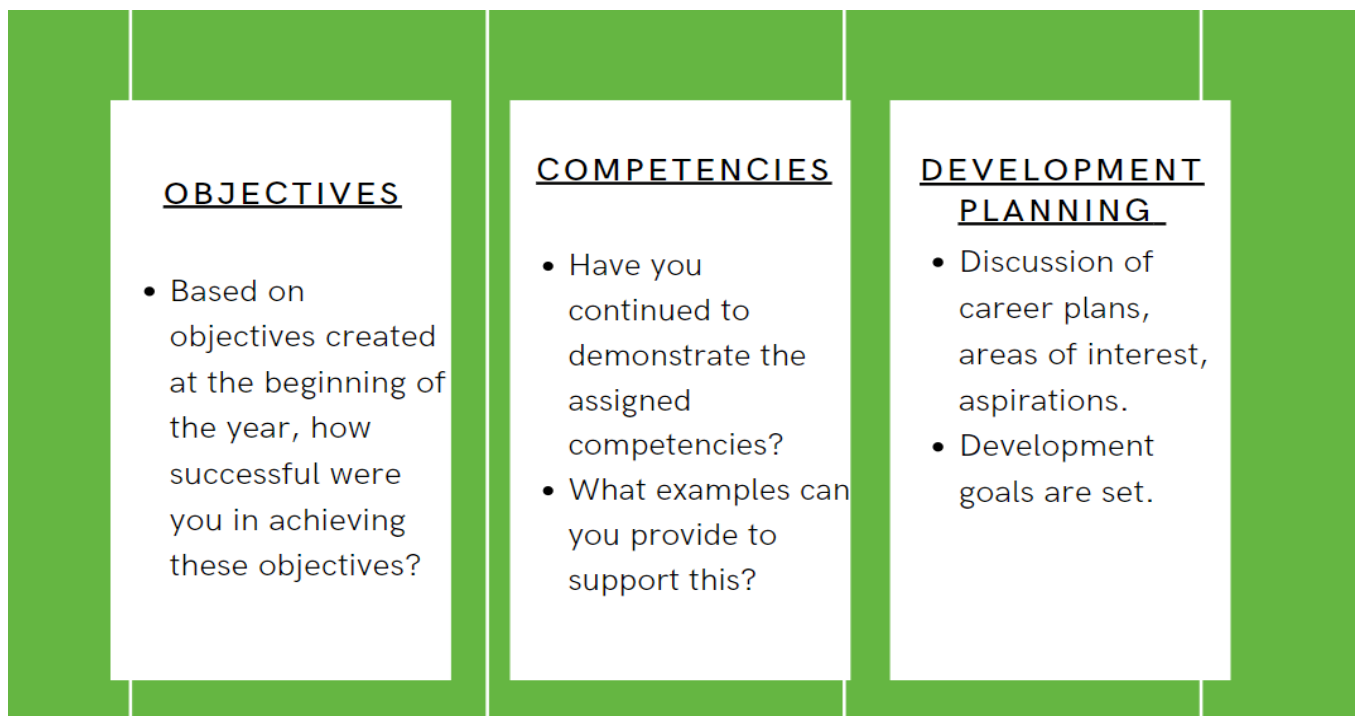 OBJECTIVES
• Based on
objectives created
at the beginning of
the year, how
successful were
you in achieving
these objectives?
COMPETENCIES
• Have you
continued to
demonstrate the
assigned
competencies?
• What examples can
you provide to
support this?
DEVELOPMENT
PLANNING
• Discussion of
career plans,
areas of interest,
aspirations.
• Development
goals are set.